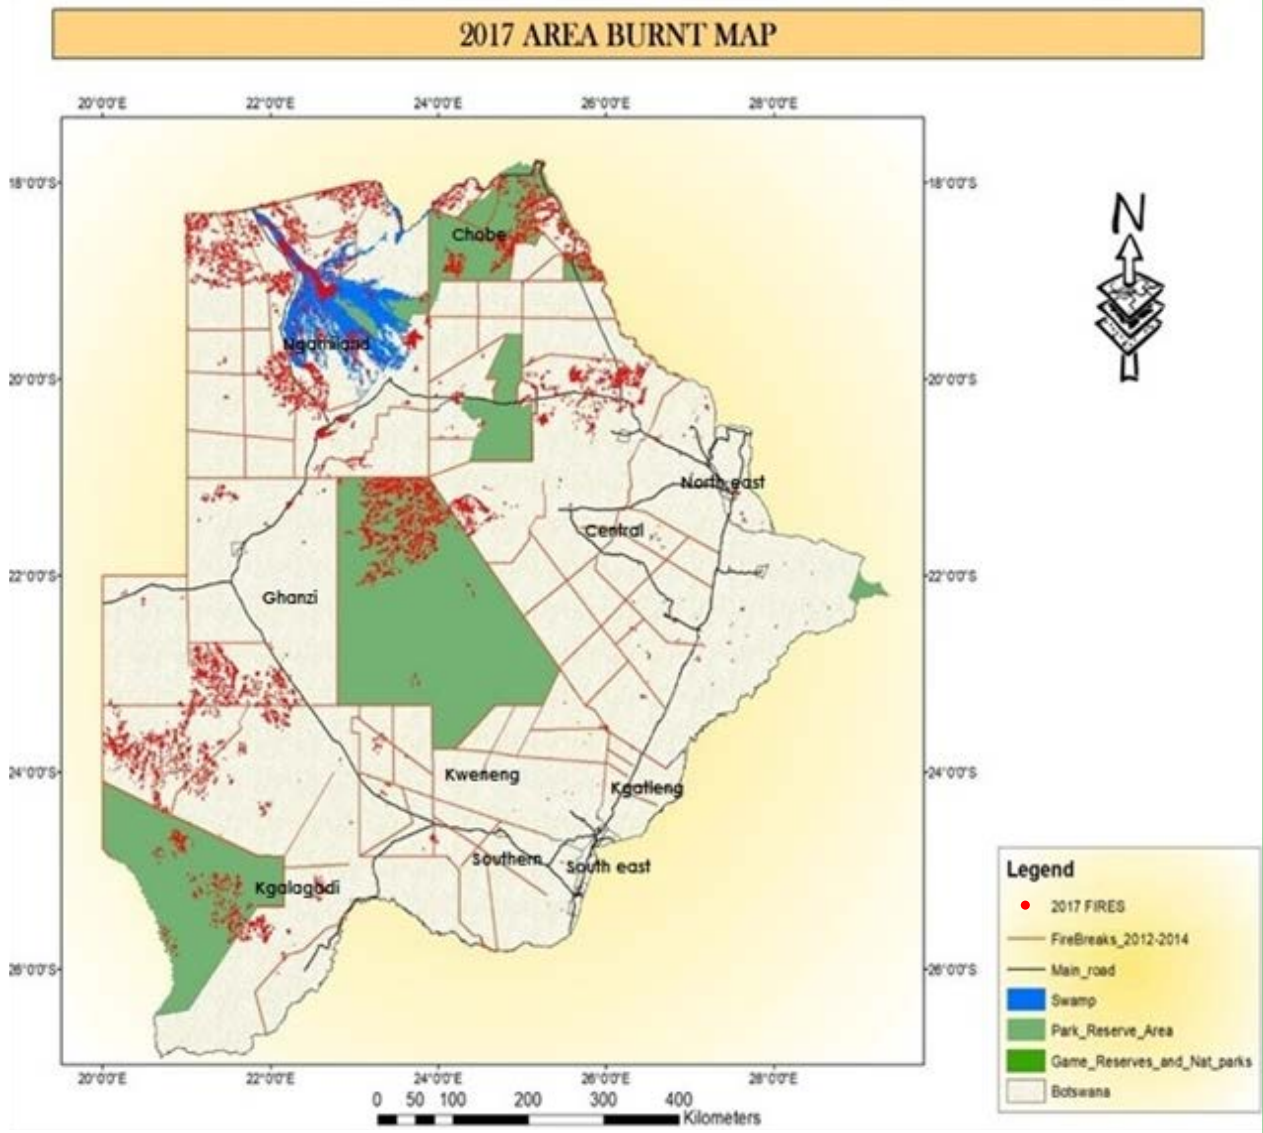 2017 AREA BURNT MAP
20°0'0"E 22°0'0"E 24°0'0"E 26°0'0"E 28°0'0"E
18°0'0"S 18°0'0"S
N
Chobe
Ngamiland
20°0'0"S 20°0'0"S
North east
Central
22°0'0"S 22°0'0"S
Ghanzi
24°0'0"S 24°0'0"S
Kweneng
Kgatleng
Southern
South east
Kgalagadi
26°0'0"S 26°0'0"S
20°0'0"E 22°0'0"E 24°0'0"E 26°0'0"E 28°0'0"E
0 50 100 200 300 400
Kilometers
Legend
2017 FIRES
FireBreaks_2012-2014
Main_road
Swamp
Park_Reserve_Area
Game_Reserves_and_Nat_parks
Botswana